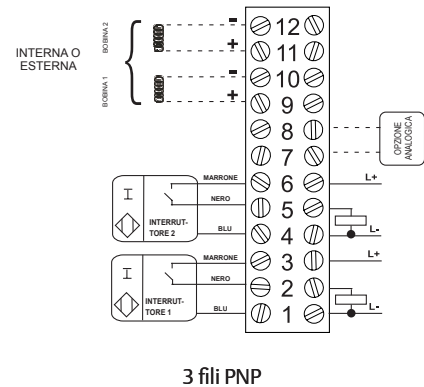 INTERNA O
ESTERNA
BOBINA 2
BOBINA 1
-
+
-
+
12
11
10
9
8
7
6
5
4
3
2
1
OPZIONE
ANALOGICA
MARRONE
NERO
BLU
INTERRUT-
TORE 2
I
L+
L-
MARRONE
NERO
BLU
INTERRUT-
TORE 1
I
L+
L-
3 fili PNP